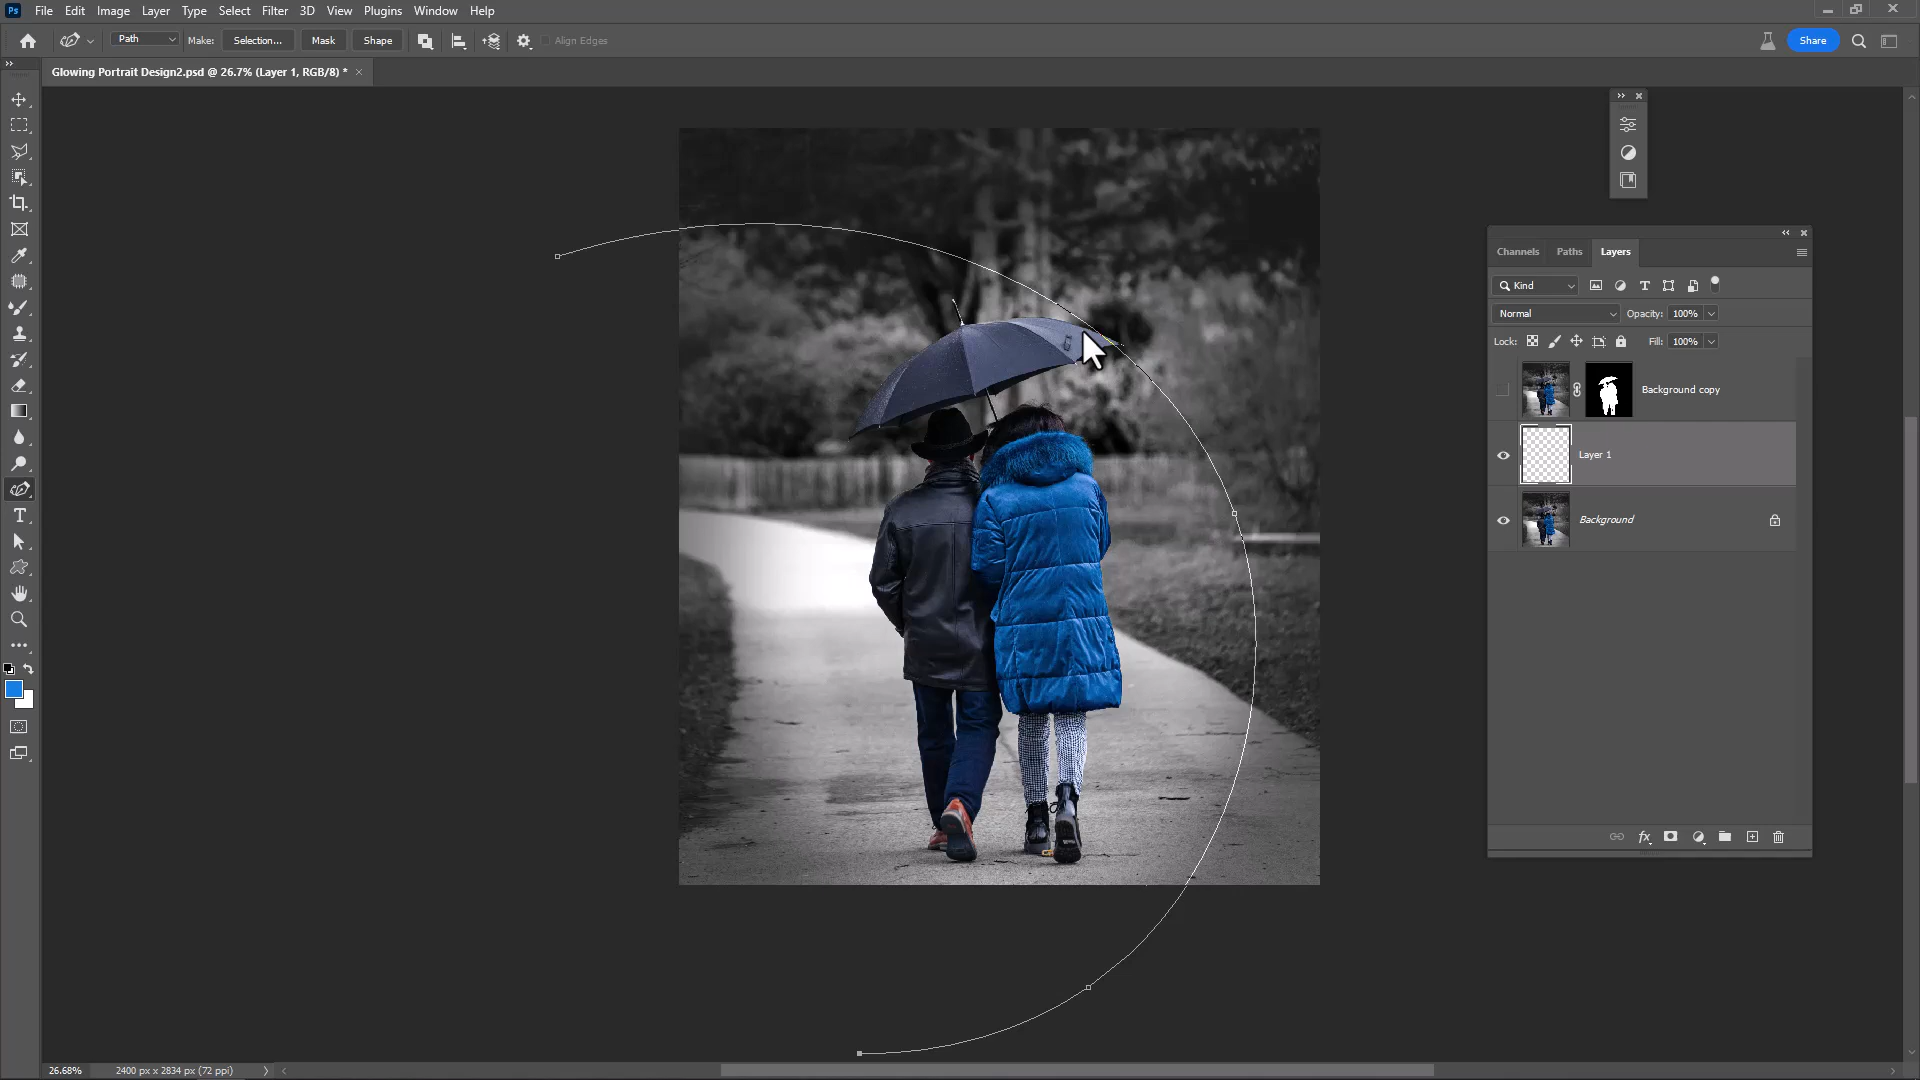 Ps File Edit Image Layer Type Select Filter 3D View Plugins Window Help
Path Make: Selection... Mask Shape Align Edges Share
Glowing Portrait Design2.psd @ 26.7% (Layer 1, RGB/8) *
Channels Paths Layers
Kind
Normal Opacity: 100%
Lock: Fill: 100%
Background copy
Layer 1
Background
fx
26.68% 2400 px x 2834 px (72 ppi)